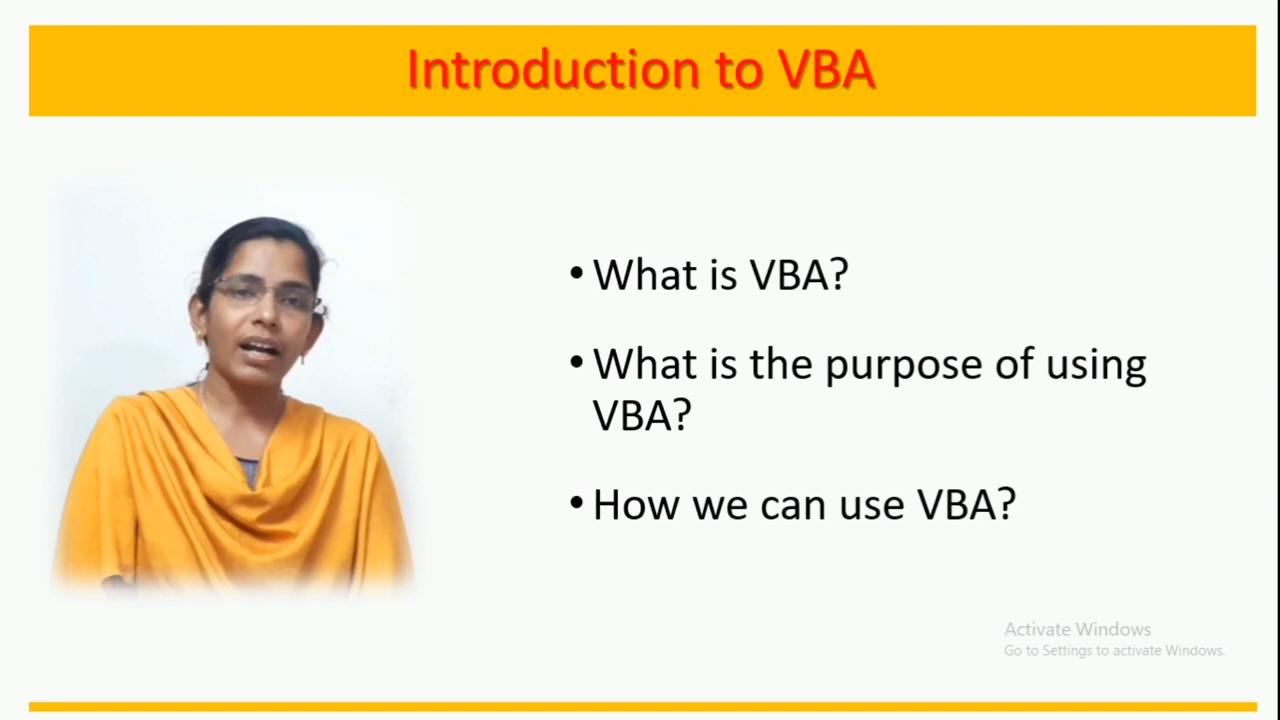 Introduction to VBA
• What is VBA?
• What is the purpose of using
VBA?
• How we can use VBA?
Activate Windows
Go to Settings to activate Windows.